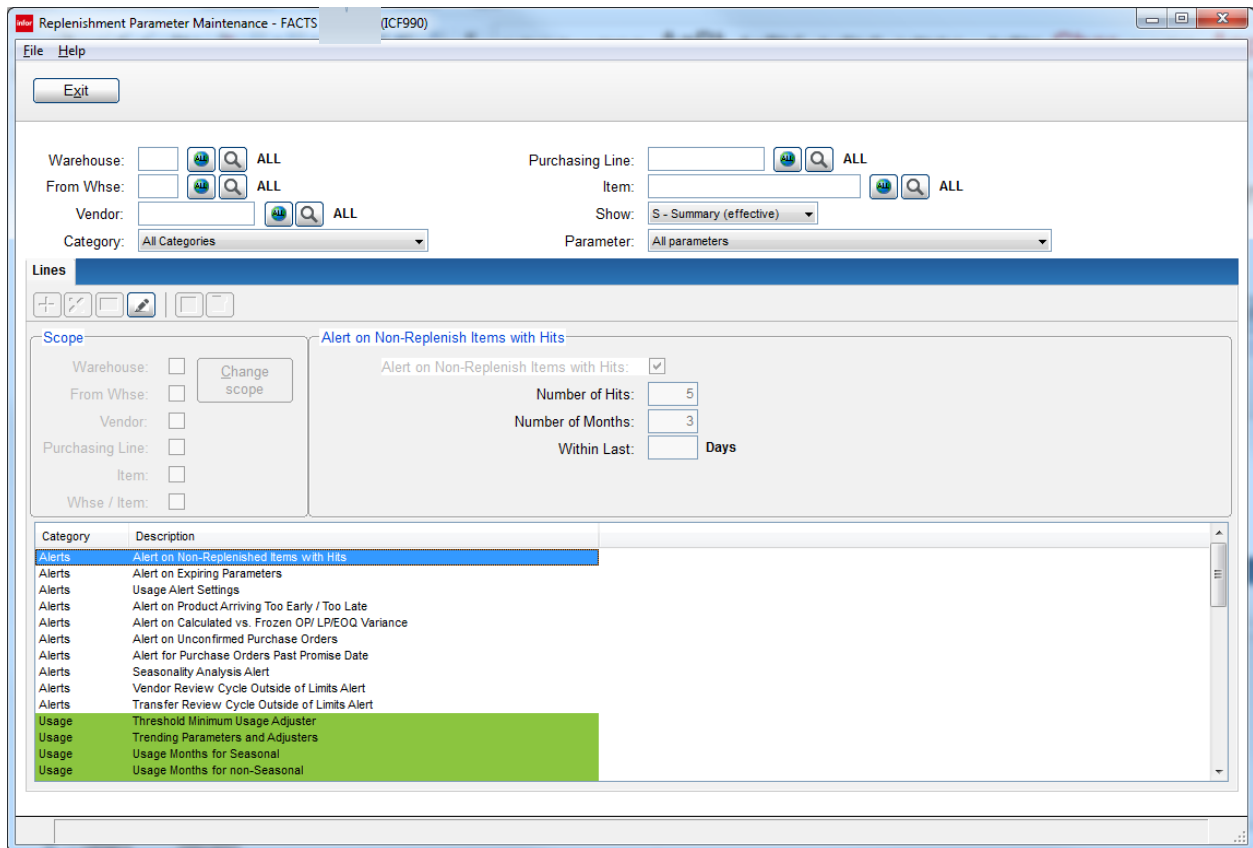 infor Replenishment Parameter Maintenance - FACTS (ICF990)
File Help
Exit
Warehouse: ALL ALL
Purchasing Line: ALL ALL
From Whse: ALL ALL
Item: ALL ALL
Vendor: ALL ALL
Show: S - Summary (effective)
Category: All Categories
Parameter: All parameters
Lines
Scope
Warehouse:
Change scope
From Whse:
Vendor:
Purchasing Line:
Item:
Whse / Item:
Alert on Non-Replenish Items with Hits
Alert on Non-Replenish Items with Hits:
Number of Hits: 5
Number of Months: 3
Within Last: Days
Category Description
Alerts Alert on Non-Replenished Items with Hits
Alerts Alert on Expiring Parameters
Alerts Usage Alert Settings
Alerts Alert on Product Arriving Too Early / Too Late
Alerts Alert on Calculated vs. Frozen OP/ LP/EOQ Variance
Alerts Alert on Unconfirmed Purchase Orders
Alerts Alert for Purchase Orders Past Promise Date
Alerts Seasonality Analysis Alert
Alerts Vendor Review Cycle Outside of Limits Alert
Alerts Transfer Review Cycle Outside of Limits Alert
Usage Threshold Minimum Usage Adjuster
Usage Trending Parameters and Adjusters
Usage Usage Months for Seasonal
Usage Usage Months for non-Seasonal